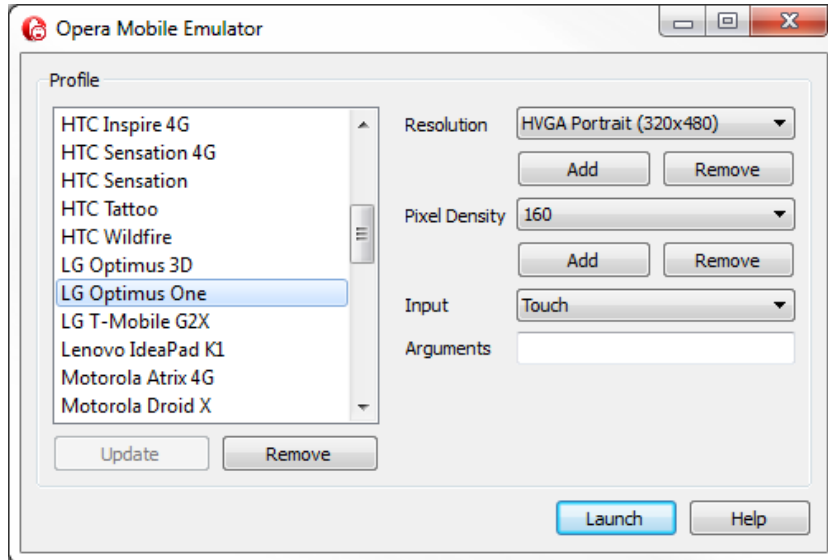 Opera Mobile Emulator
Profile
HTC Inspire 4G
HTC Sensation 4G
HTC Sensation
HTC Tattoo
HTC Wildfire
LG Optimus 3D
LG Optimus One
LG T-Mobile G2X
Lenovo IdeaPad K1
Motorola Atrix 4G
Motorola Droid X
Update Remove
Resolution HVGA Portrait (320x480)
Add Remove
Pixel Density 160
Add Remove
Input Touch
Arguments
Launch Help